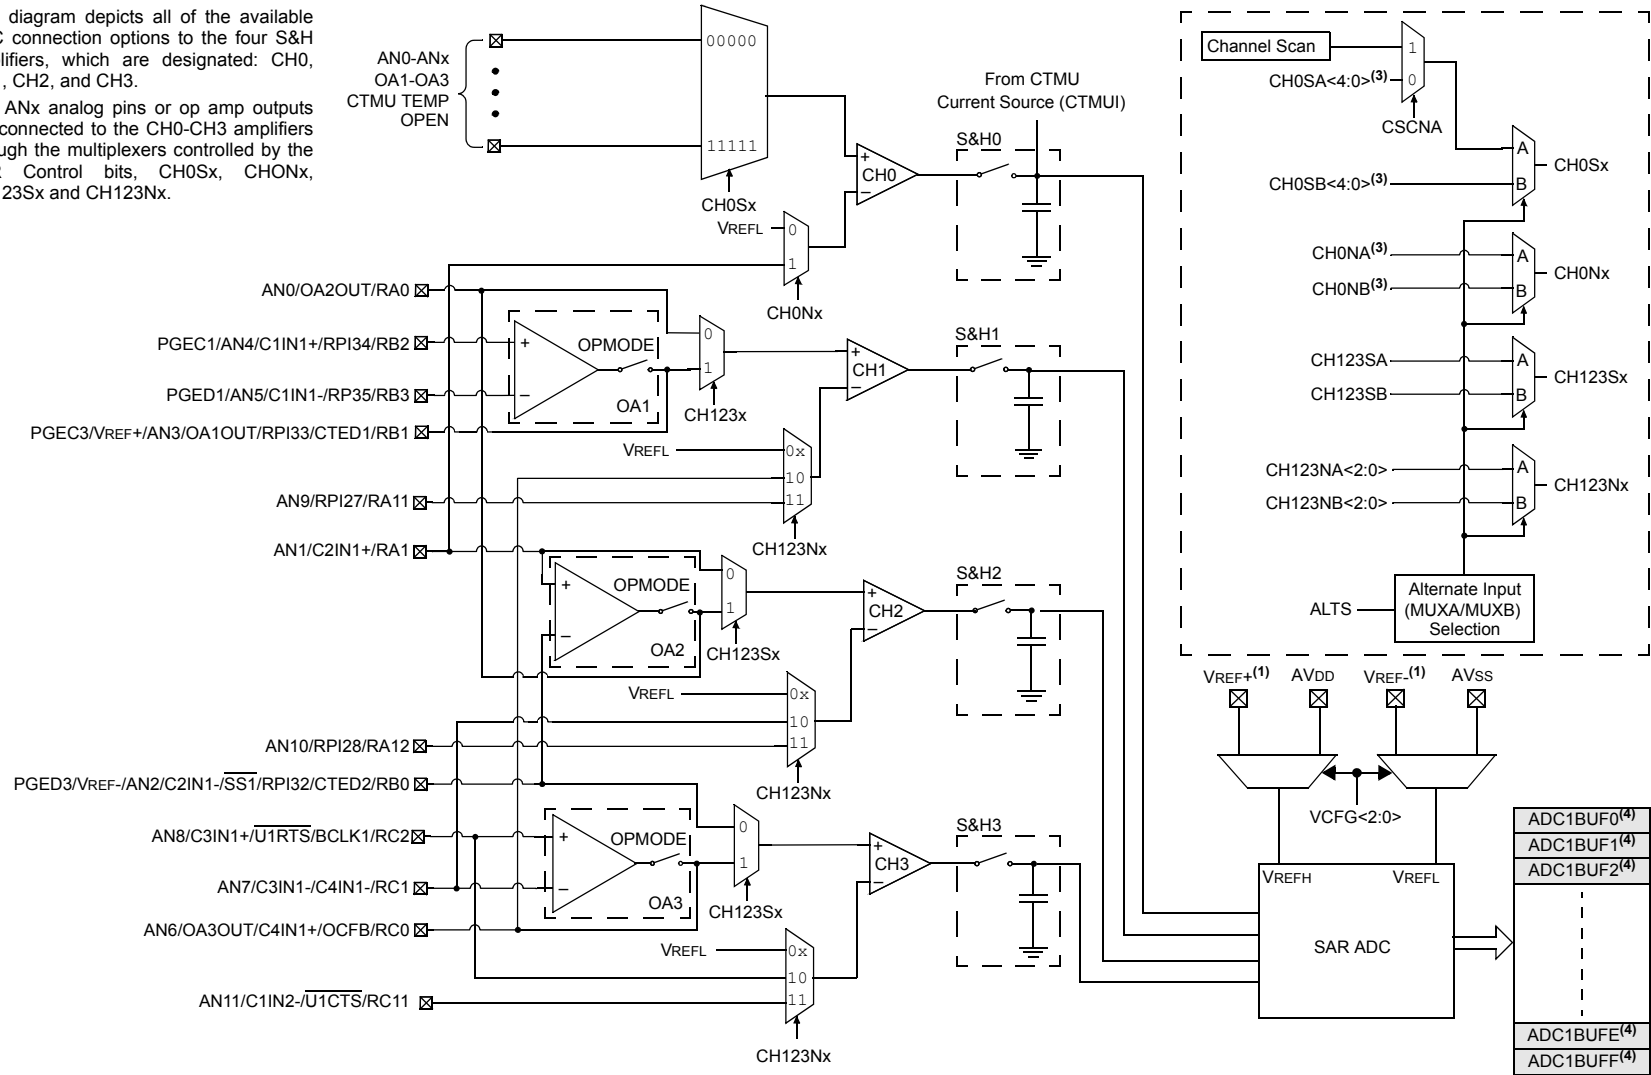 diagram depicts all of the available
connection options to the four S&H
which are designated: CH0,
, CH2, and CH3.
ANx analog pins or op amp outputs
connected to the CH0-CH3 amplifiers
the multiplexers controlled by the
Control bits, CH0Sx, CHONx,
and CH123Nx.
AN0-ANx
OA1-OA3
CTMU TEMP
OPEN
00000
11111
CH0Sx
VREFL
0
1
CH0Nx
+
−
CH0
S&H0
From CTMU
Current Source (CTMUI)
AN0/OA2OUT/RA0
PGEC1/AN4/C1IN1+/RPI34/RB2
PGED1/AN5/C1IN1-/RP35/RB3
PGEC3/VREF+/AN3/OA1OUT/RPI33/CTED1/RB1
+
−
OPMODE
OA1
0
1
CH123x
+
−
CH1
S&H1
VREFL
0x
10
11
CH123Nx
AN9/RPI27/RA11
AN1/C2IN1+/RA1
+
−
OPMODE
OA2
0
1
CH123Sx
+
−
CH2
S&H2
VREFL
0x
10
11
CH123Nx
AN10/RPI28/RA12
PGED3/VREF-/AN2/C2IN1-/SS1/RPI32/CTED2/RB0
AN8/C3IN1+/U1RTS/BCLK1/RC2
AN7/C3IN1-/C4IN1-/RC1
AN6/OA3OUT/C4IN1+/OCFB/RC0
+
−
OPMODE
OA3
0
1
CH123Sx
+
−
CH3
S&H3
VREFL
0x
10
11
CH123Nx
AN11/C1IN2-/U1CTS/RC11
Channel Scan
CH0SA<4:0>(3)
1
0
CSCNA
CH0SB<4:0>(3)
A
B
CH0Sx
CH0NA(3)
CH0NB(3)
A
B
CH0Nx
CH123SA
CH123SB
A
B
CH123Sx
CH123NA<2:0>
CH123NB<2:0>
A
B
CH123Nx
ALTS
Alternate Input
(MUXA/MUXB)
Selection
VREF+(1) AVDD VREF-(1) AVSS
VCFG<2:0>
VREFH VREFL
SAR ADC
ADC1BUF0(4)
ADC1BUF1(4)
ADC1BUF2(4)
ADC1BUFE(4)
ADC1BUFF(4)